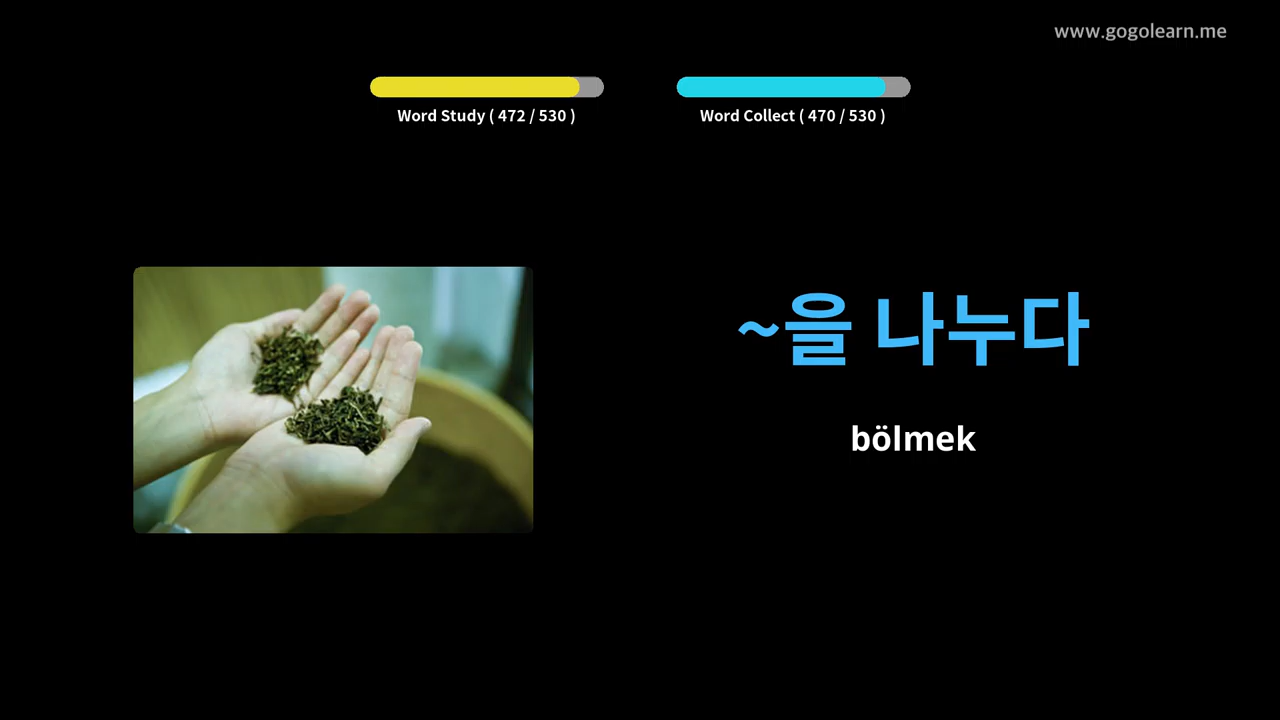 www.gogolearn.me
Word Study ( 472 / 530 )
Word Collect ( 470 / 530 )
~을 나누다
bölmek